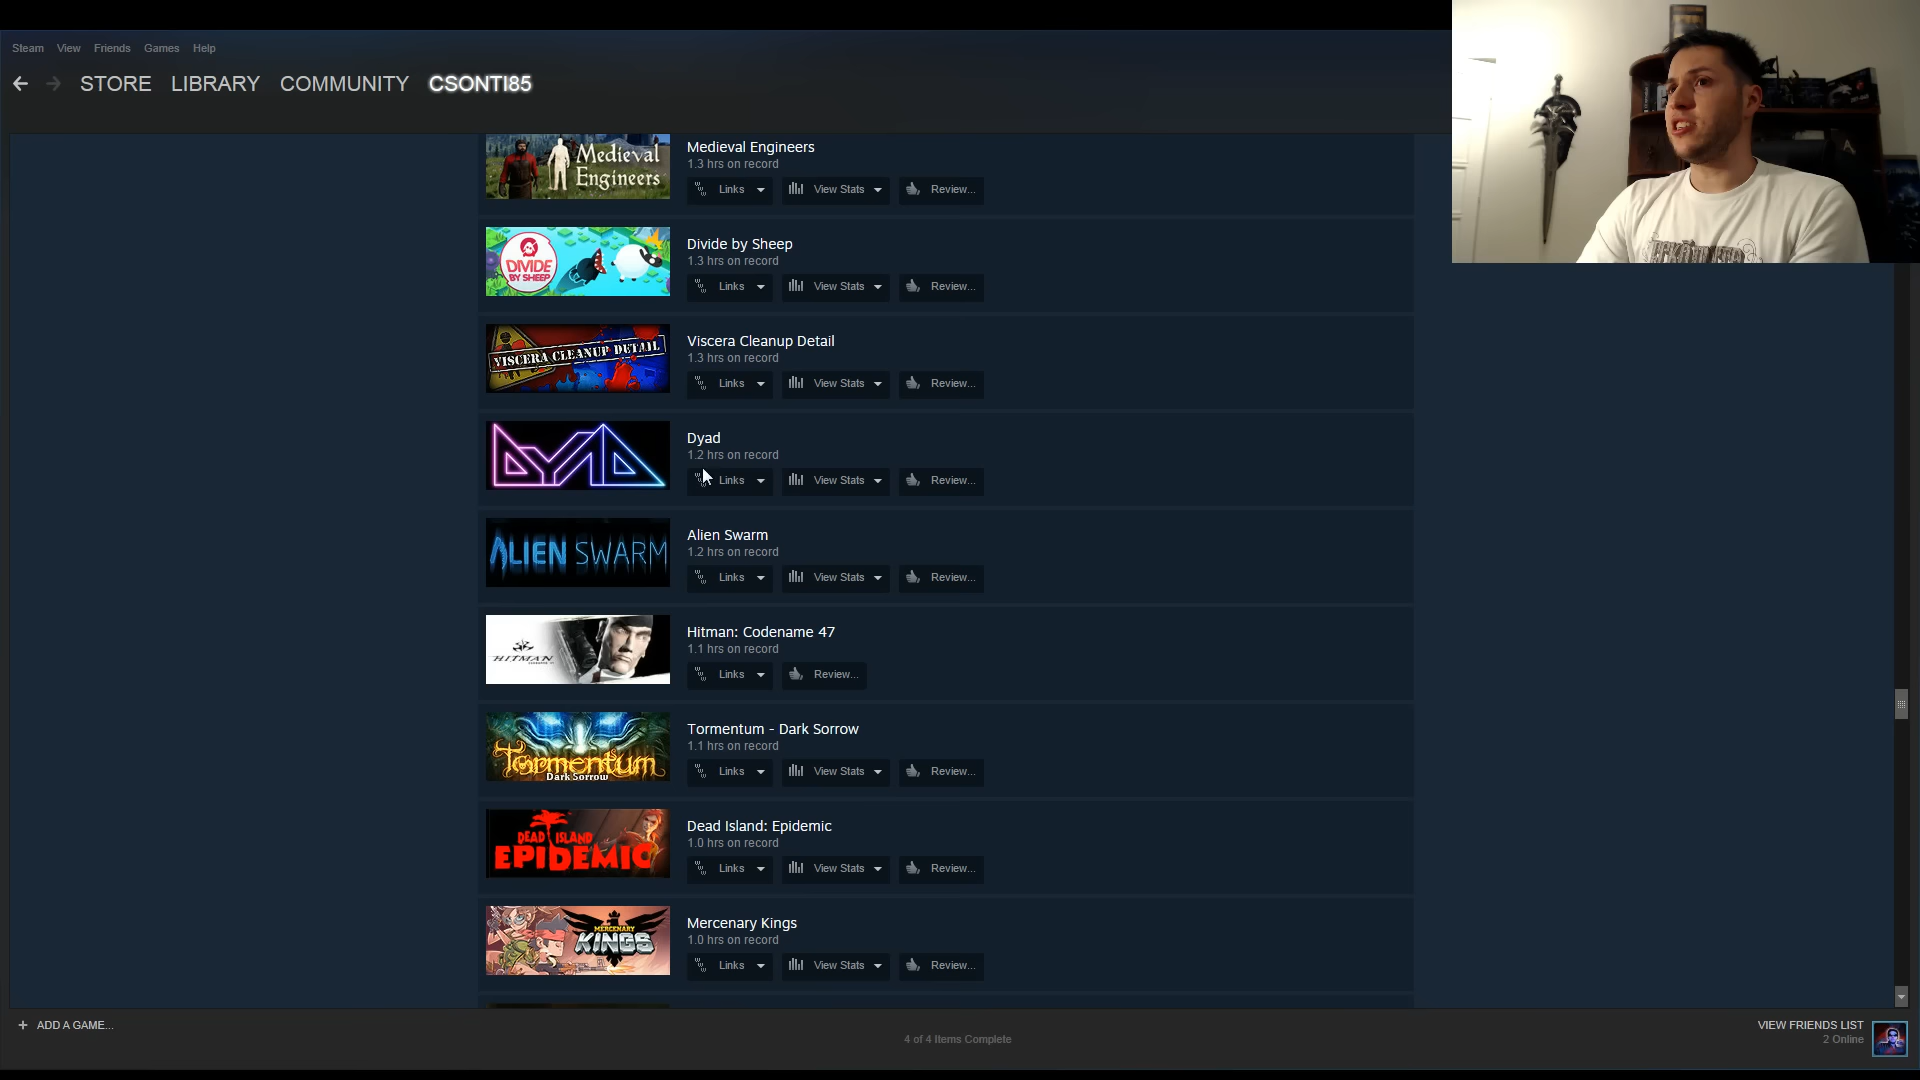 Steam View Friends Games Help
STORE LIBRARY COMMUNITY CSONTI85
Medieval
Engineers
Medieval Engineers
1.3 hrs on record
Links View Stats Review...
DIVIDE
BY SHEEP
Divide by Sheep
1.3 hrs on record
Links View Stats Review...
VISCERA CLEANUP DETAIL
Viscera Cleanup Detail
1.3 hrs on record
Links View Stats Review...
DYAD
Dyad
1.2 hrs on record
Links View Stats Review...
ALIEN SWARM
Alien Swarm
1.2 hrs on record
Links View Stats Review...
HITMAN
Hitman: Codename 47
1.1 hrs on record
Links Review...
Tormentum
Dark Sorrow
Tormentum - Dark Sorrow
1.1 hrs on record
Links View Stats Review...
DEAD ISLAND
EPIDEMIC
Dead Island: Epidemic
1.0 hrs on record
Links View Stats Review...
MERCENARY
KINGS
Mercenary Kings
1.0 hrs on record
Links View Stats Review...
+ ADD A GAME...
4 of 4 Items Complete
VIEW FRIENDS LIST
2 Online